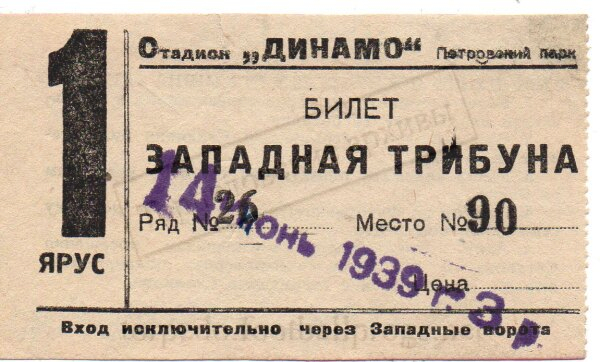 1
ЯРУС
Стадион „ДИНАМО“ Петровский парк
БИЛЕТ
ЗАПАДНАЯ ТРИБУНА
Ряд № 26 Место № 90
14 июнь 1939 г. 3 р.
Цена
Вход исключительно через Западные ворота